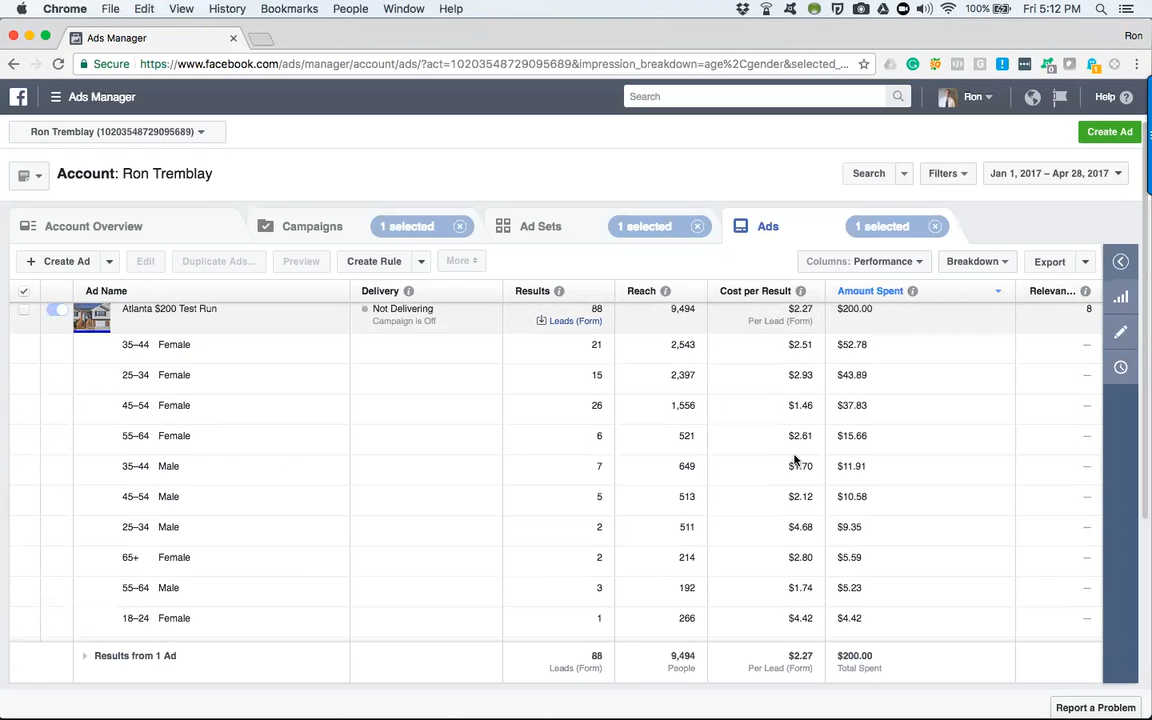 Chrome File Edit View History Bookmarks People Window Help 100% Fri 5:12 PM
Ads Manager Ron
Secure https://www.facebook.com/ads/manager/account/ads/?act=10203548729095689&impression_breakdown=age%2Cgender&selected_...
Ads Manager Search Ron Help
Ron Tremblay (10203548729095689) Create Ad
Account: Ron Tremblay Search Filters Jan 1, 2017 – Apr 28, 2017
Account Overview Campaigns 1 selected Ad Sets 1 selected Ads 1 selected
+ Create Ad Edit Duplicate Ads... Preview Create Rule More Columns: Performance Breakdown Export
Ad Name Delivery Results Reach Cost per Result Amount Spent Relevan...
Atlanta $200 Test Run Not Delivering 88 9,494 $2.27 $200.00 8
Campaign is Off Leads (Form) Per Lead (Form)
35–44 Female 21 2,543 $2.51 $52.78 —
25–34 Female 15 2,397 $2.93 $43.89 —
45–54 Female 26 1,556 $1.46 $37.83 —
55–64 Female 6 521 $2.61 $15.66 —
35–44 Male 7 649 $1.70 $11.91 —
45–54 Male 5 513 $2.12 $10.58 —
25–34 Male 2 511 $4.68 $9.35 —
65+ Female 2 214 $2.80 $5.59 —
55–64 Male 3 192 $1.74 $5.23 —
18–24 Female 1 266 $4.42 $4.42 —
Results from 1 Ad 88 9,494 $2.27 $200.00
Leads (Form) People Per Lead (Form) Total Spent
Report a Problem